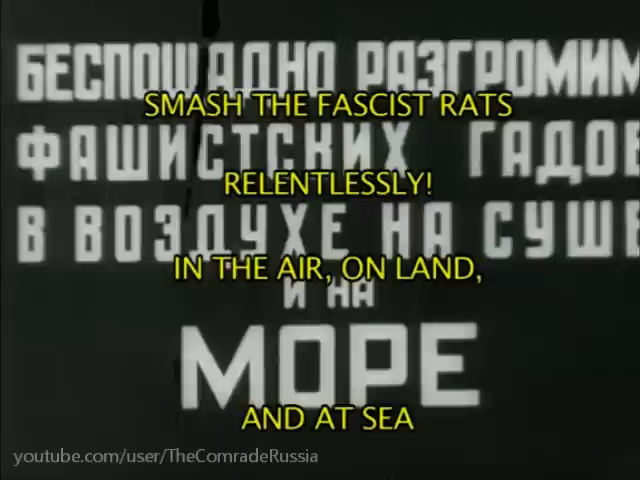 БЕСПОЩАДНО РАЗГРОМИМ
SMASH THE FASCIST RATS
ФАШИСТСКИХ ГАДОВ
RELENTLESSLY!
В ВОЗДУХЕ НА СУШЕ
IN THE AIR, ON LAND,
И НА
МОРЕ
AND AT SEA
youtube.com/user/TheComradeRussia